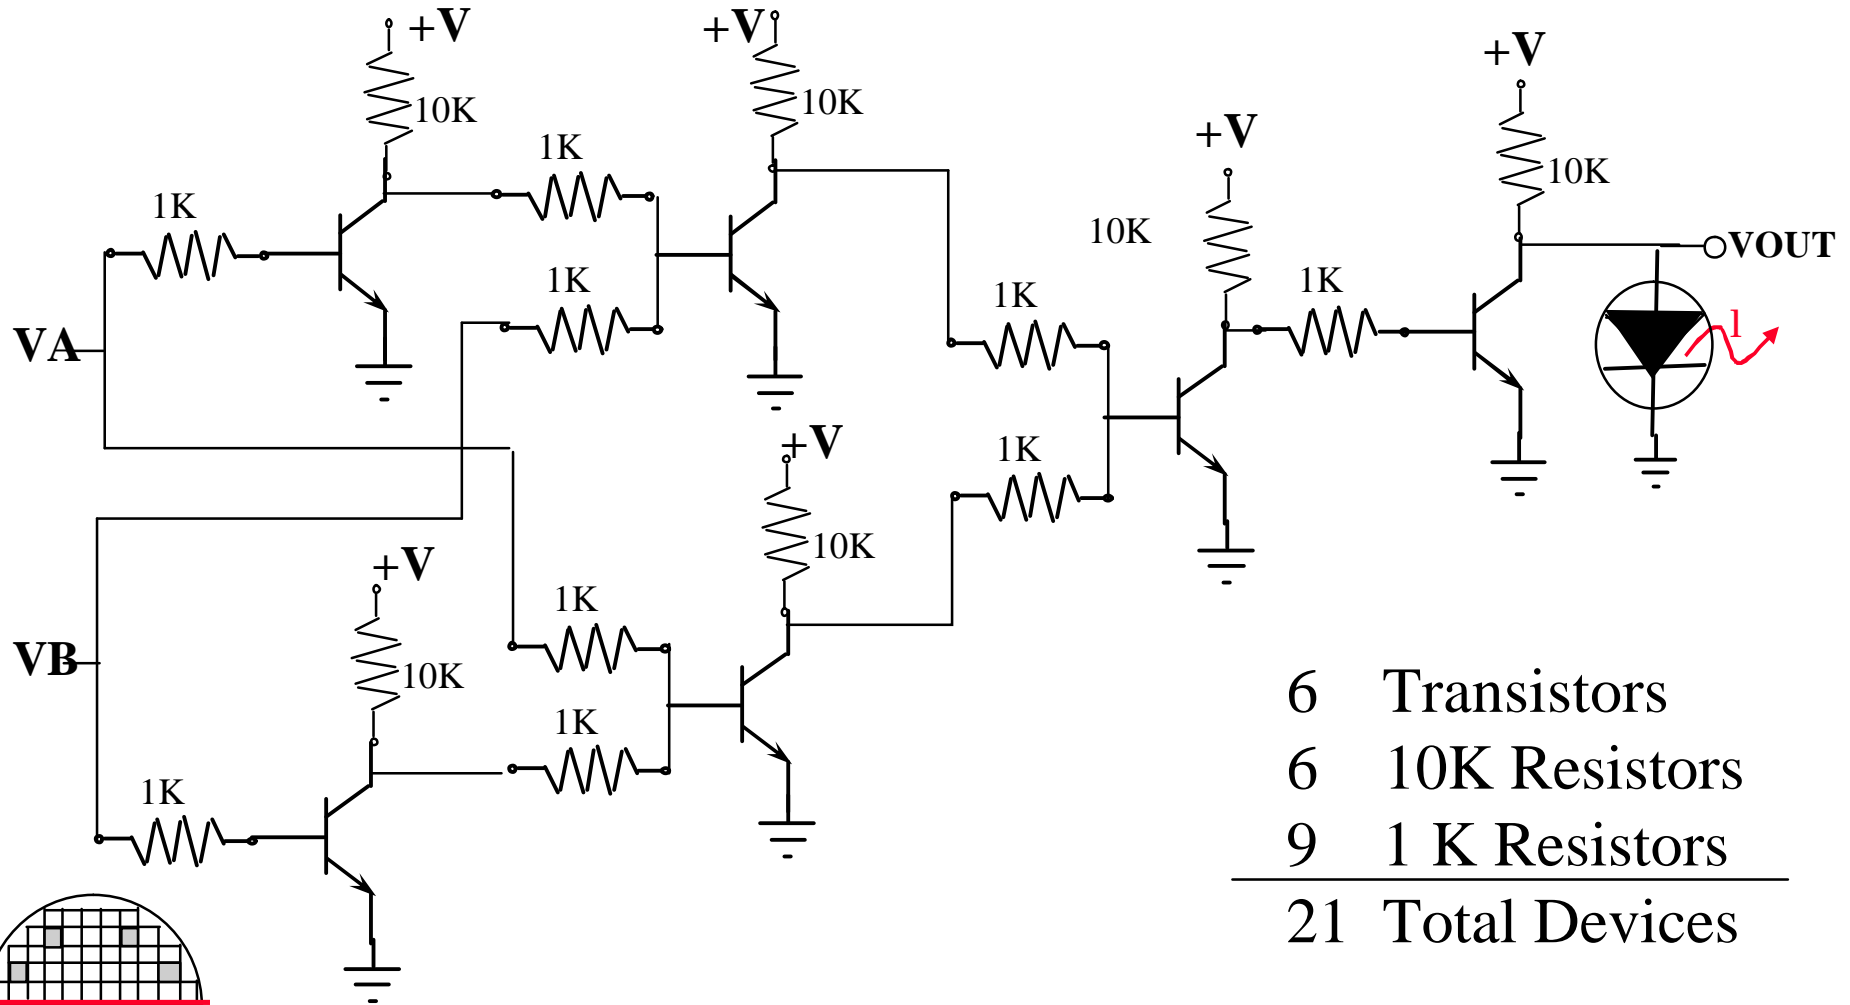 +V
+V
+V
10K
10K
+V
1K
10K
1K
10K
VOUT
1K
1K
1K
l
VA
+V
1K
10K
+V
1K
VB
10K
1K
1K
6 Transistors
6 10K Resistors
9 1 K Resistors
21 Total Devices